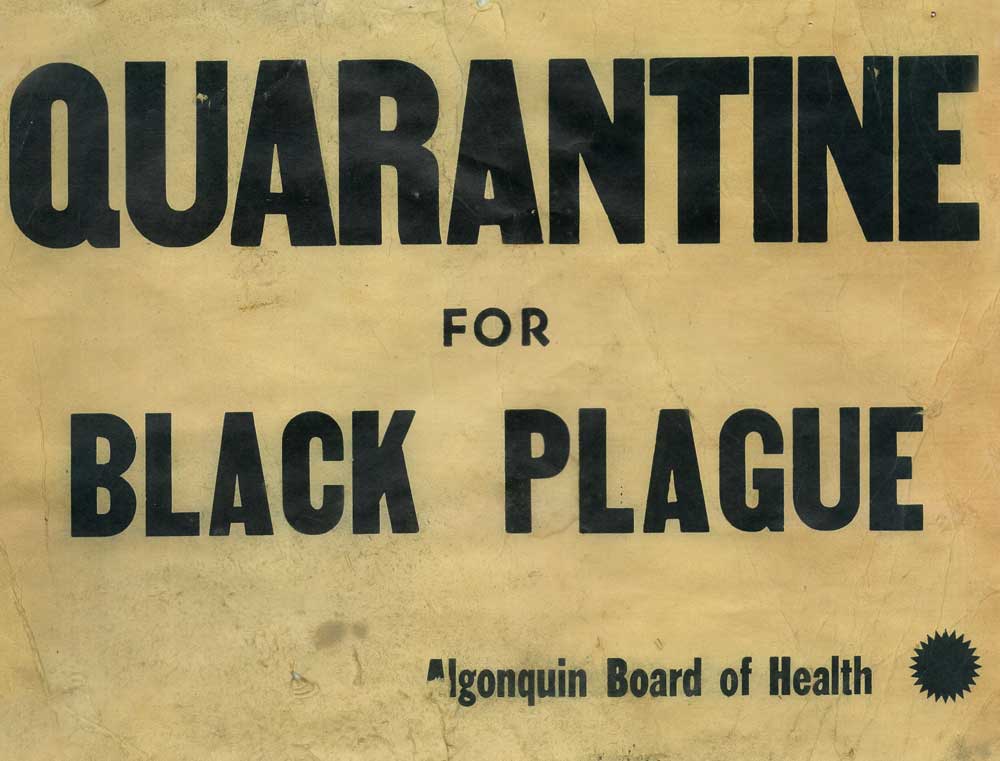 QUARANTINE
FOR
BLACK PLAGUE
Algonquin Board of Health